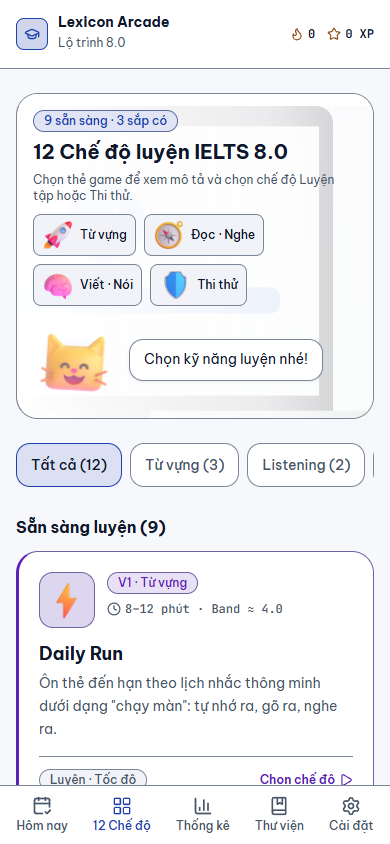 Lexicon Arcade
Lộ trình 8.0
0
0
9 sẵn sàng · 3 sắp có
12 Chế độ luyện IELTS 8.0
Chọn thẻ game để xem mô tả và chọn chế độ Luyện
tập hoặc Thi thử.
Từ vựng
Đọc · Nghe
Viết · Nói
Thi thử
Chọn kỹ năng luyện nhé!
Tất cả (12)
Từ vựng (3)
Listening (2)
Sẵn sàng luyện (9)
V1 · Từ vựng
8–12 phút · Band ≈ 4.0
Daily Run
Ôn thẻ đến hạn theo lịch nhắc thông minh
dưới dạng "chạy màn": tự nhớ ra, gõ ra, nghe
ra.
Luyện · Tốc độ
Chọn chế độ
Hôm nay
12 Chế độ
Thống kê
Thư viện
Cài đặt